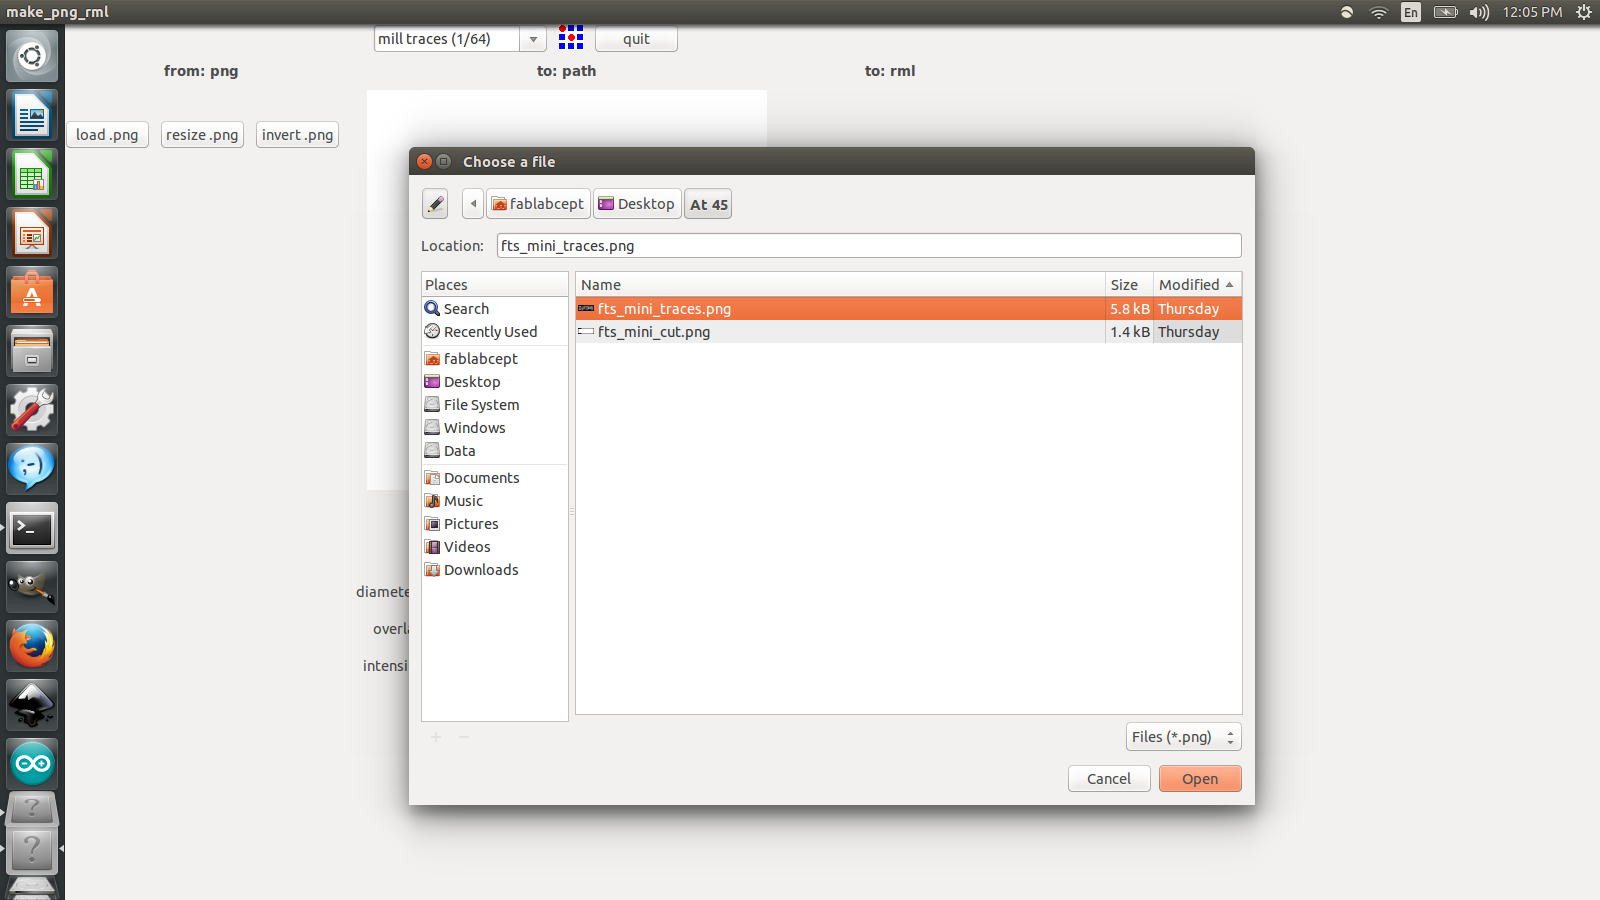 make_png_rml
En
12:05 PM
mill traces (1/64)
quit
from: png
to: path
to: rml
load .png
resize .png
invert .png
Choose a file
fablabcept
Desktop
At 45
Location:
fts_mini_traces.png
Places
Search
Recently Used
fablabcept
Desktop
File System
Windows
Data
Documents
Music
Pictures
Videos
Downloads
Name
Size
Modified
fts_mini_traces.png
5.8 kB
Thursday
fts_mini_cut.png
1.4 kB
Thursday
diamete
overla
intensi
Files (*.png)
Cancel
Open